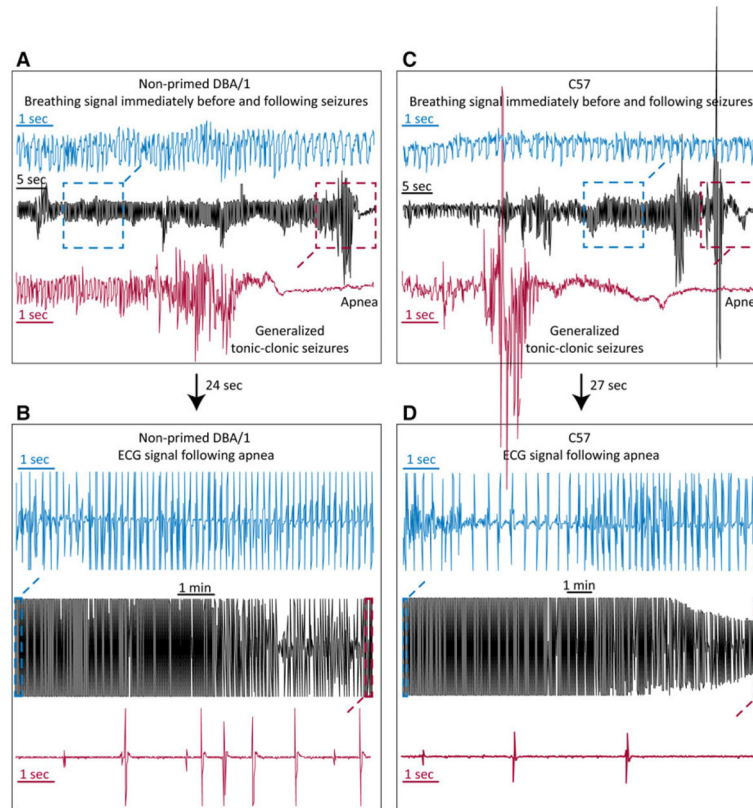 A
Non-primed DBA/1
Breathing signal immediately before and following seizures
1 sec
5 sec
Apnea
1 sec
Generalized
tonic-clonic seizures
24 sec
B
Non-primed DBA/1
ECG signal following apnea
1 sec
1 min
1 sec
C
C57
Breathing signal immediately before and following seizures
1 sec
5 sec
Apne
1 sec
Generalized
tonic-clonic seizures
27 sec
D
C57
ECG signal following apnea
1 sec
1 min
1 sec